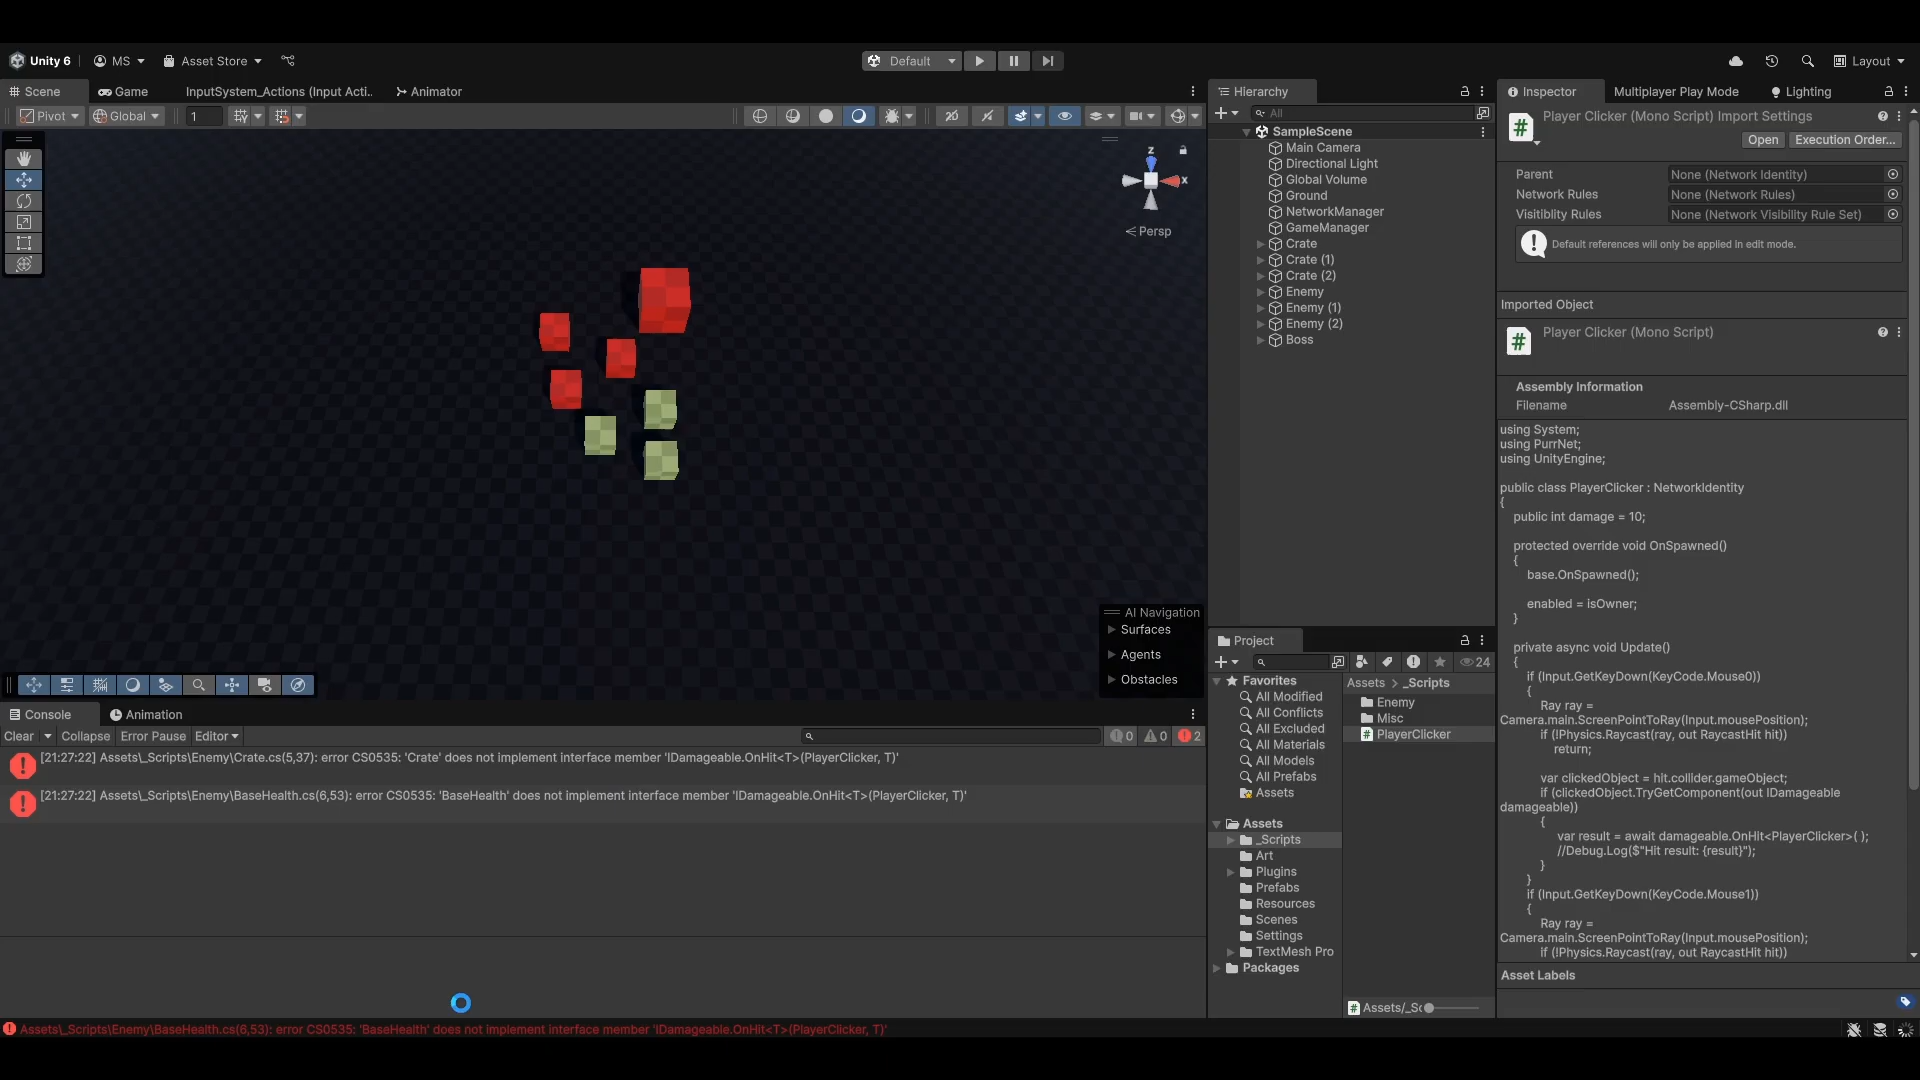 Unity 6
MS
Asset Store
Default
Layout
Scene
Game
InputSystem_Actions (Input Acti..
Animator
Pivot
Global
1
2D
z
x
Persp
AI Navigation
Surfaces
Agents
Obstacles
Hierarchy
All
SampleScene
Main Camera
Directional Light
Global Volume
Ground
NetworkManager
GameManager
Crate
Crate (1)
Crate (2)
Enemy
Enemy (1)
Enemy (2)
Boss
Console
Animation
Clear
Collapse
Error Pause
Editor
0
0
2
[21:27:22] Assets\_Scripts\Enemy\Crate.cs(5,37): error CS0535: 'Crate' does not implement interface member 'IDamageable.OnHit<T>(PlayerClicker, T)'
[21:27:22] Assets\_Scripts\Enemy\BaseHealth.cs(6,53): error CS0535: 'BaseHealth' does not implement interface member 'IDamageable.OnHit<T>(PlayerClicker, T)'
Assets\_Scripts\Enemy\BaseHealth.cs(6,53): error CS0535: 'BaseHealth' does not implement interface member 'IDamageable.OnHit<T>(PlayerClicker, T)'
Project
24
Favorites
All Modified
All Conflicts
All Excluded
All Materials
All Models
All Prefabs
Assets
Assets
_Scripts
Art
Plugins
Prefabs
Resources
Scenes
Settings
TextMesh Pro
Packages
Assets > _Scripts
Enemy
Misc
PlayerClicker
Assets/_Sc
Inspector
Multiplayer Play Mode
Lighting
Player Clicker (Mono Script) Import Settings
Open
Execution Order...
Parent
None (Network Identity)
Network Rules
None (Network Rules)
Visibitliy Rules
None (Network Visibility Rule Set)
Default references will only be applied in edit mode.
Imported Object
Player Clicker (Mono Script)
Assembly Information
Filename
Assembly-CSharp.dll
using System;
using PurrNet;
using UnityEngine;
public class PlayerClicker : NetworkIdentity
{
public int damage = 10;
protected override void OnSpawned()
{
base.OnSpawned();
enabled = isOwner;
}
private async void Update()
{
if (Input.GetKeyDown(KeyCode.Mouse0))
{
Ray ray =
Camera.main.ScreenPointToRay(Input.mousePosition);
if (!Physics.Raycast(ray, out RaycastHit hit))
return;
var clickedObject = hit.collider.gameObject;
if (clickedObject.TryGetComponent(out IDamageable
damageable))
{
var result = await damageable.OnHit<PlayerClicker>( );
//Debug.Log($"Hit result: {result}");
}
}
if (Input.GetKeyDown(KeyCode.Mouse1))
{
Ray ray =
Camera.main.ScreenPointToRay(Input.mousePosition);
if (!Physics.Raycast(ray, out RaycastHit hit))
Asset Labels